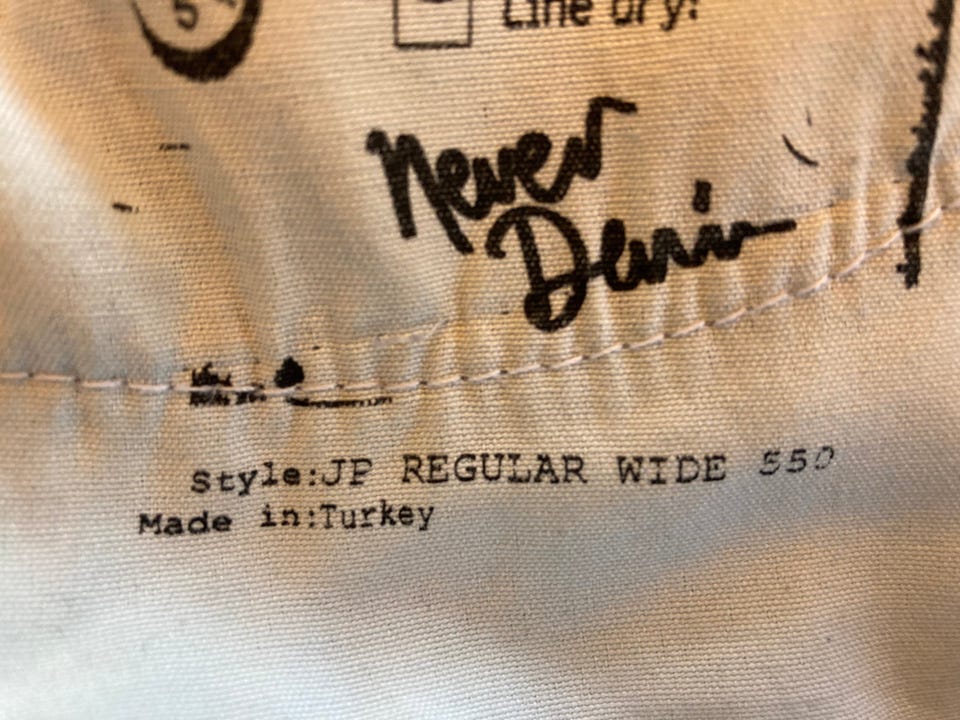 Line dry!
never
Denim
Style:JP REGULAR WIDE 550
Made in:Turkey